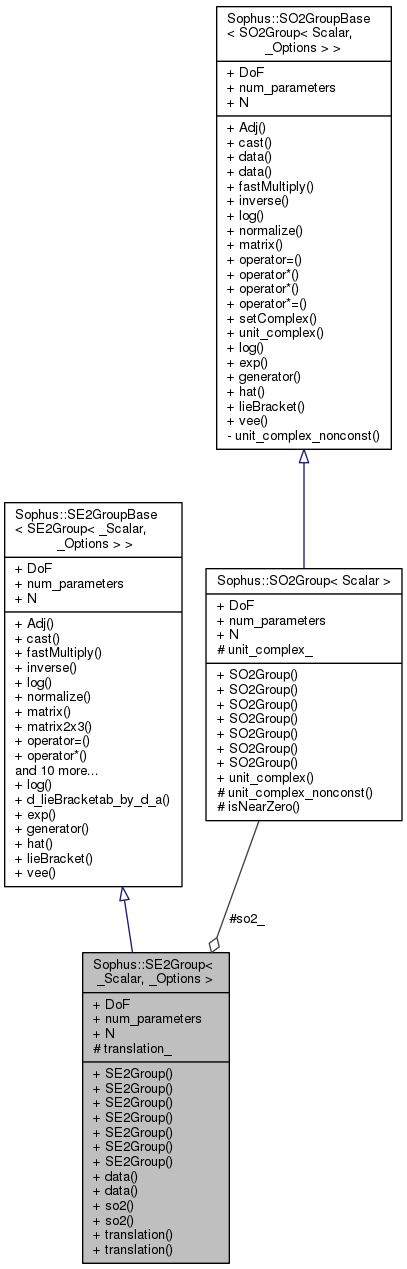 Sophus::SO2GroupBase
< SO2Group< Scalar,
_Options > >
+ DoF
+ num_parameters
+ N
+ Adj()
+ cast()
+ data()
+ data()
+ fastMultiply()
+ inverse()
+ log()
+ normalize()
+ matrix()
+ operator=()
+ operator*()
+ operator*()
+ operator*=()
+ setComplex()
+ unit_complex()
+ log()
+ exp()
+ generator()
+ hat()
+ lieBracket()
+ vee()
- unit_complex_nonconst()
Sophus::SE2GroupBase
< SE2Group< _Scalar,
_Options > >
+ DoF
+ num_parameters
+ N
+ Adj()
+ cast()
+ fastMultiply()
+ inverse()
+ log()
+ normalize()
+ matrix()
+ matrix2x3()
+ operator=()
+ operator*()
and 10 more...
+ log()
+ d_lieBracketab_by_d_a()
+ exp()
+ generator()
+ hat()
+ lieBracket()
+ vee()
Sophus::SO2Group< Scalar >
+ DoF
+ num_parameters
+ N
# unit_complex_
+ SO2Group()
+ SO2Group()
+ SO2Group()
+ SO2Group()
+ SO2Group()
+ SO2Group()
+ SO2Group()
+ unit_complex()
# unit_complex_nonconst()
# isNearZero()
#so2_
Sophus::SE2Group<
_Scalar, _Options >
+ DoF
+ num_parameters
+ N
# translation_
+ SE2Group()
+ SE2Group()
+ SE2Group()
+ SE2Group()
+ SE2Group()
+ SE2Group()
+ SE2Group()
+ data()
+ data()
+ so2()
+ so2()
+ translation()
+ translation()